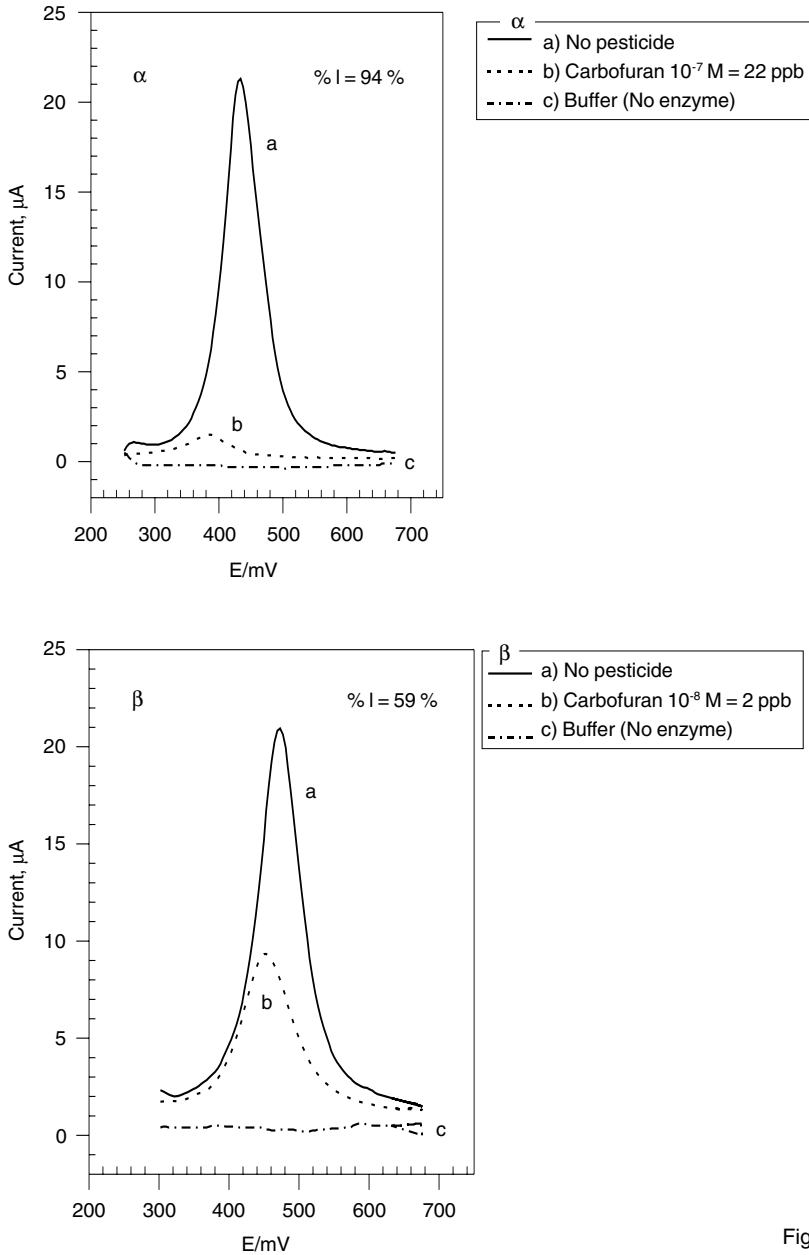 α
a) No pesticide
b) Carbofuran 10⁻⁷ M = 22 ppb
c) Buffer (No enzyme)
α
% I = 94 %
25
20
15
10
5
0
Current, μA
a
b
c
200 300 400 500 600 700
E/mV
β
a) No pesticide
b) Carbofuran 10⁻⁸ M = 2 ppb
c) Buffer (No enzyme)
β
% I = 59 %
25
20
15
10
5
0
Current, μA
a
b
c
200 300 400 500 600 700
E/mV
Fig